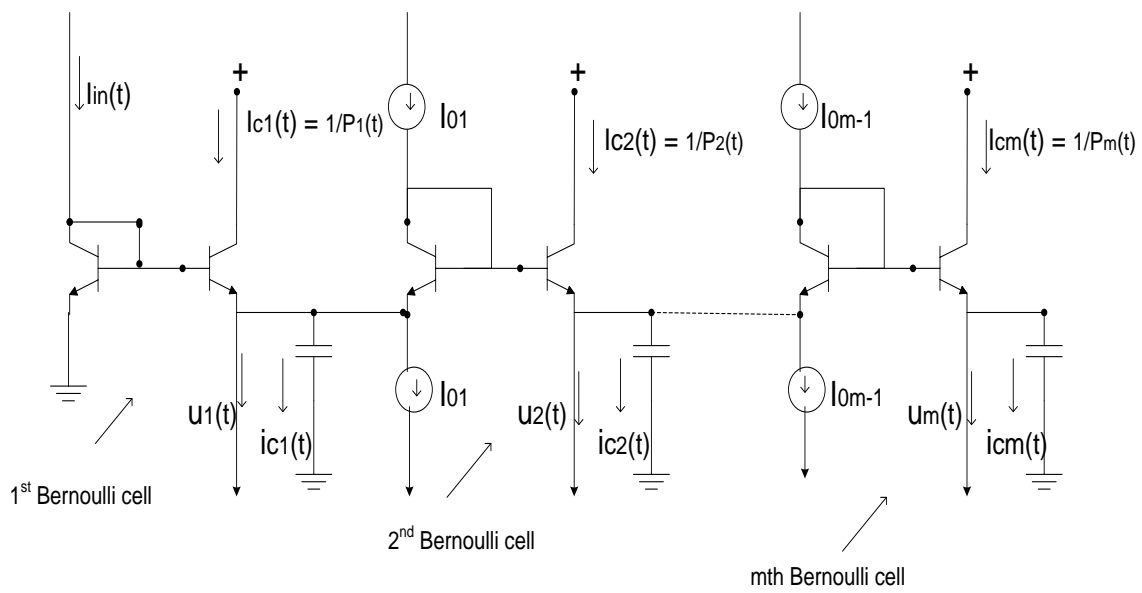 Iin(t)
+
Ic1(t) = 1/P1(t)
I01
+
Ic2(t) = 1/P2(t)
I0m-1
+
Icm(t) = 1/Pm(t)
u1(t)
ic1(t)
I01
u2(t)
ic2(t)
I0m-1
um(t)
icm(t)
1st Bernoulli cell
2nd Bernoulli cell
mth Bernoulli cell